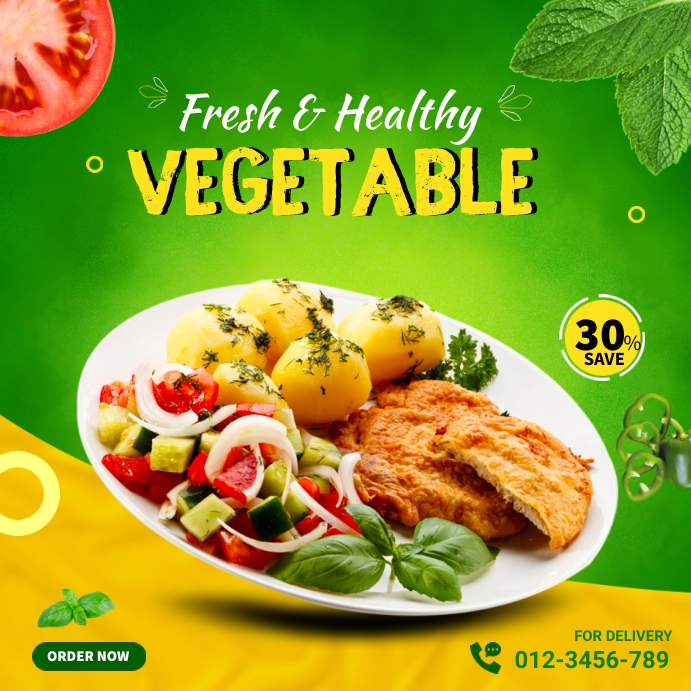 Fresh & Healthy
VEGETABLE
30%
SAVE
ORDER NOW
FOR DELIVERY
012-3456-789